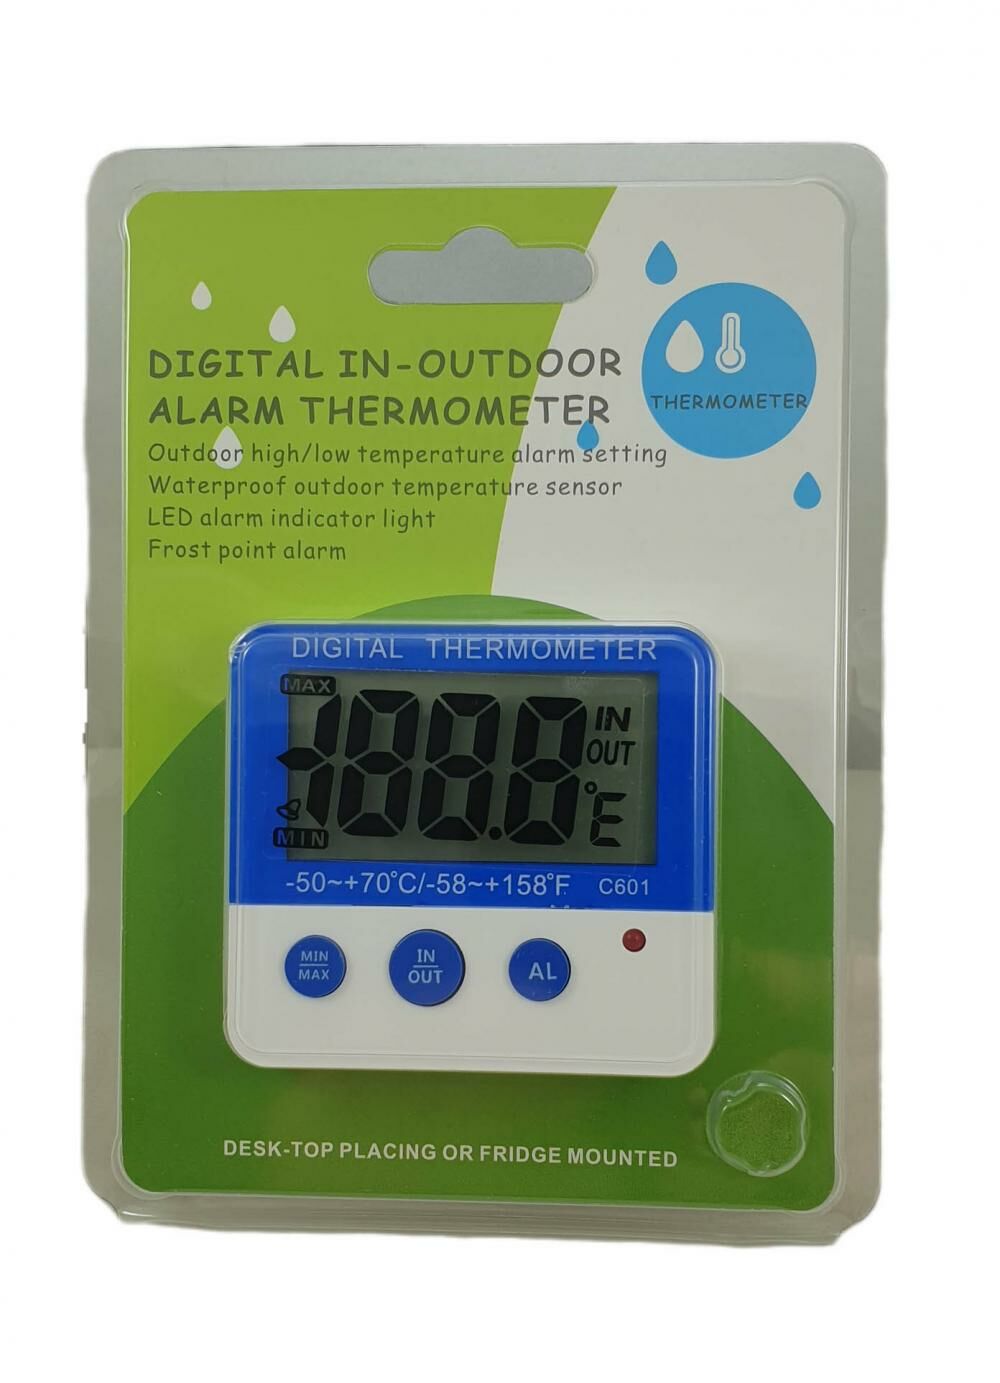 DIGITAL IN-OUTDOOR
ALARM THERMOMETER
THERMOMETER
Outdoor high/low temperature alarm setting
Waterproof outdoor temperature sensor
LED alarm indicator light
Frost point alarm
DIGITAL THERMOMETER
MAX
-188.8
IN
OUT
°E
MIN
-50~+70°C/-58~+158°F C601
MIN
MAX
IN
OUT
AL
DESK-TOP PLACING OR FRIDGE MOUNTED